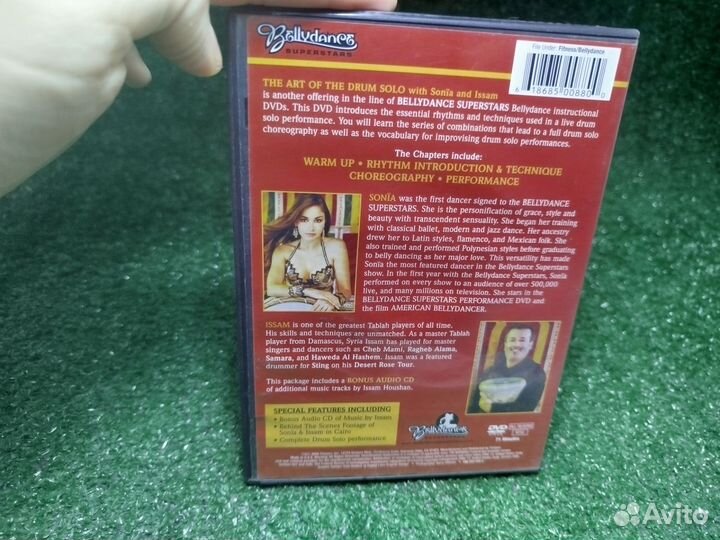 Bellydance
SUPERSTARS
File Under: Fitness/Bellydance
6 18685 00880 0
THE ART OF THE DRUM SOLO with Sonïa and Issam
is another offering in the line of BELLYDANCE SUPERSTARS Bellydance instructional
DVDs. This DVD introduces the essential rhythms and techniques used in a live drum
solo performance. You will learn the series of combinations that lead to a full drum solo
choreography as well as the vocabulary for improvising drum solo performances.
The Chapters include:
WARM UP • RHYTHM INTRODUCTION & TECHNIQUE
CHOREOGRAPHY • PERFORMANCE
SONÏA was the first dancer signed to the BELLYDANCE
SUPERSTARS. She is the personification of grace, style and
beauty with transcendent sensuality. She began her training
with classical ballet, modern and jazz dance. Her ancestry
drew her to Latin styles, flamenco, and Mexican folk. She
also trained and performed Polynesian styles before graduating
to belly dancing as her major love. This versatility has made
Sonïa the most featured dancer in the Bellydance Superstars
show. In the first year with the Bellydance Superstars, Sonïa
performed on every show to an audience of over 500,000
live, and many millions on television. She stars in the
BELLYDANCE SUPERSTARS PERFORMANCE DVD and
the film AMERICAN BELLYDANCER.
ISSAM is one of the greatest Tablah players of all time.
His skills and techniques are unmatched. As a master Tablah
player from Damascus, Syria Issam has played for master
singers and dancers such as Cheb Mami, Ragheb Alama,
Samara, and Haweda Al Hashem. Issam was a featured
drummer for Sting on his Desert Rose Tour.
This package includes a BONUS AUDIO CD
of additional music tracks by Issam Houshan.
SPECIAL FEATURES INCLUDING
• Bonus Audio CD of Music by Issam
• Behind The Scenes Footage of
Sonïa & Issam in Cairo
• Complete Drum Solo performance
Bellydance
SUPERSTARS
DVD
71 Minutes
Avito